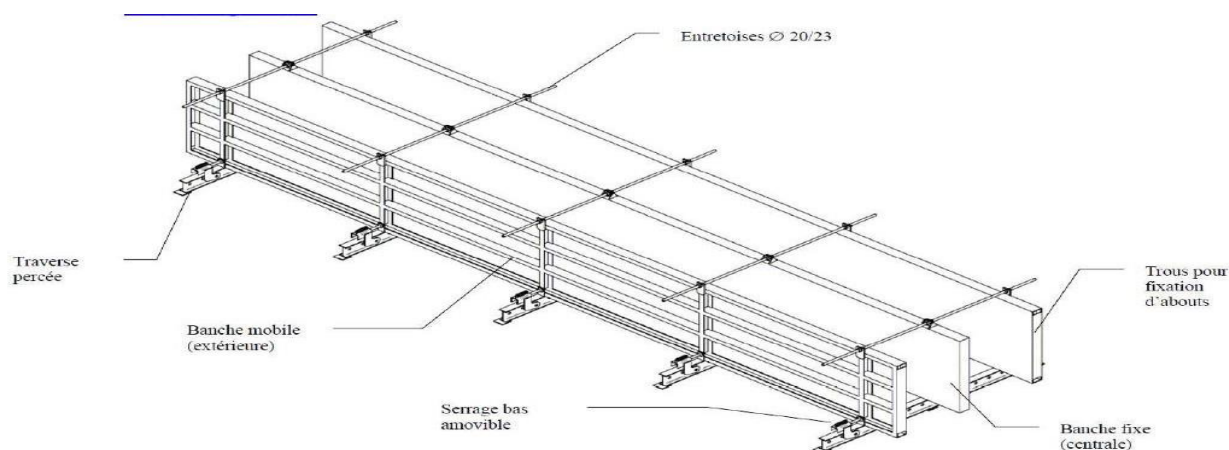 Entretoises Ø 20/23
Traverse
percée
Trous pour
fixation
d'abouts
Banche mobile
(extérieure)
Serrage bas
amovible
Banche fixe
(centrale)